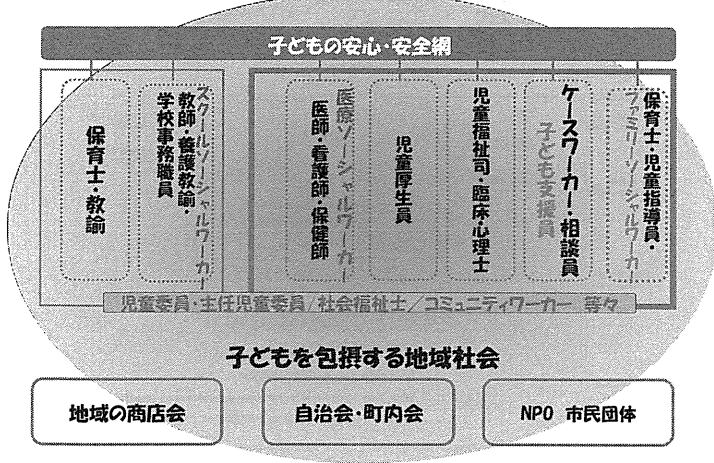 子どもの安心・安全網
保育士・教諭
スクールソーシャルワーカー
教師・養護教諭・
学校事務職員
医療ソーシャルワーカー
医師・看護師・保健師
児童厚生員
児童福祉司・臨床心理士
ケースワーカー・相談員
子ども支援員
保育士・児童指導員・
ファミリーソーシャルワーカー
児童委員・主任児童委員/社会福祉士/コミュニティワーカー 等々
子どもを包摂する地域社会
地域の商店会
自治会・町内会
NPO 市民団体